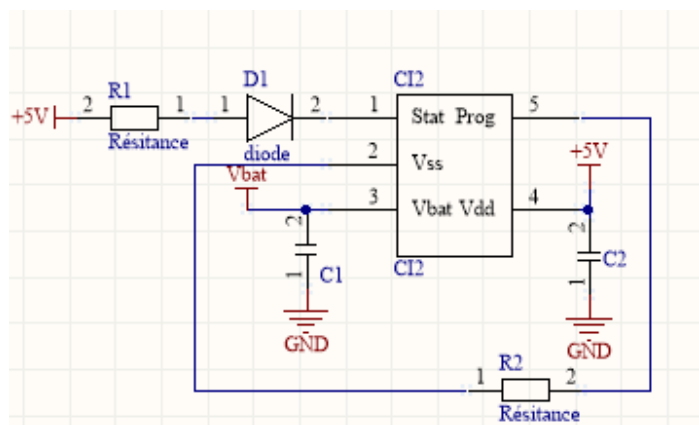 R1
D1
CI2
+5V 2 1 1 2 1 Stat Prog 5
Résitance
diode
2 Vss
+5V
Vbat
3 Vbat Vdd 4
2
1
C1
CI2
2
1
C2
GND
GND
R2
1 2
Résitance